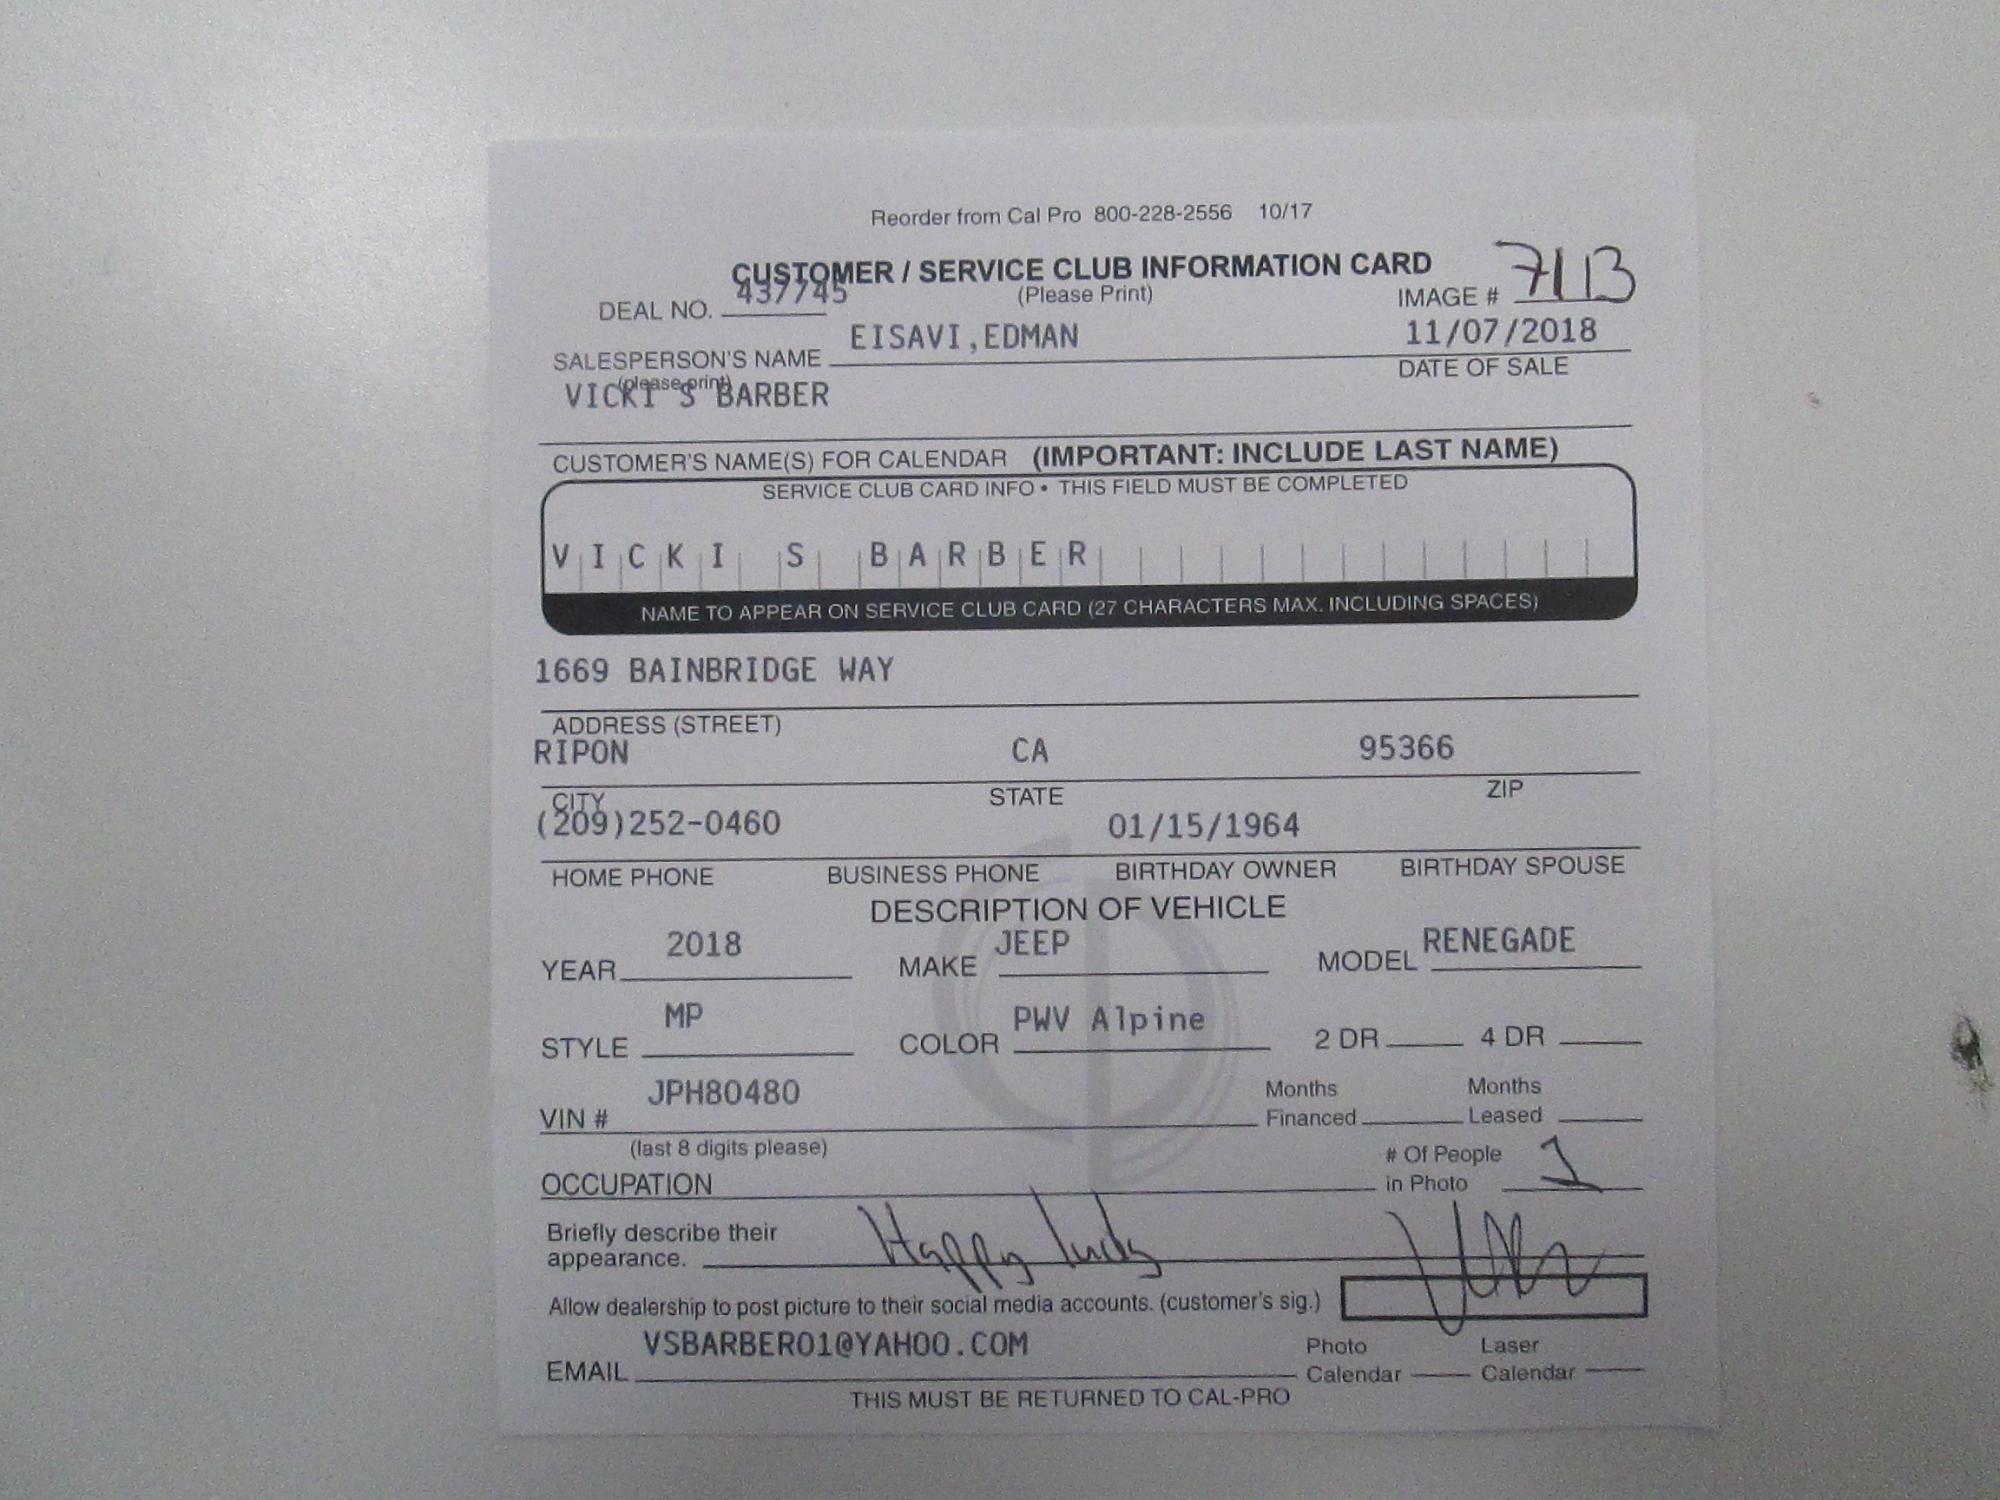 Reorder from Cal Pro 800-228-2556 10/17
CUSTOMER / SERVICE CLUB INFORMATION CARD
(Please Print)
DEAL NO. 437745
IMAGE # 7113
SALESPERSON'S NAME EISAVI,EDMAN
11/07/2018
(please print)
DATE OF SALE
VICKI S BARBER
CUSTOMER'S NAME(S) FOR CALENDAR (IMPORTANT: INCLUDE LAST NAME)
SERVICE CLUB CARD INFO • THIS FIELD MUST BE COMPLETED
VICKI S BARBER
NAME TO APPEAR ON SERVICE CLUB CARD (27 CHARACTERS MAX. INCLUDING SPACES)
1669 BAINBRIDGE WAY
ADDRESS (STREET)
RIPON CA 95366
CITY STATE ZIP
(209)252-0460 01/15/1964
HOME PHONE BUSINESS PHONE BIRTHDAY OWNER BIRTHDAY SPOUSE
DESCRIPTION OF VEHICLE
YEAR 2018 MAKE JEEP MODEL RENEGADE
STYLE MP COLOR PWV Alpine 2 DR 4 DR
VIN # JPH80480 Months Financed Months Leased
(last 8 digits please)
OCCUPATION # Of People in Photo 1
Briefly describe their
appearance. Happy lady
Allow dealership to post picture to their social media accounts. (customer's sig.)
EMAIL VSBARBER01@YAHOO.COM Photo Calendar Laser Calendar
THIS MUST BE RETURNED TO CAL-PRO